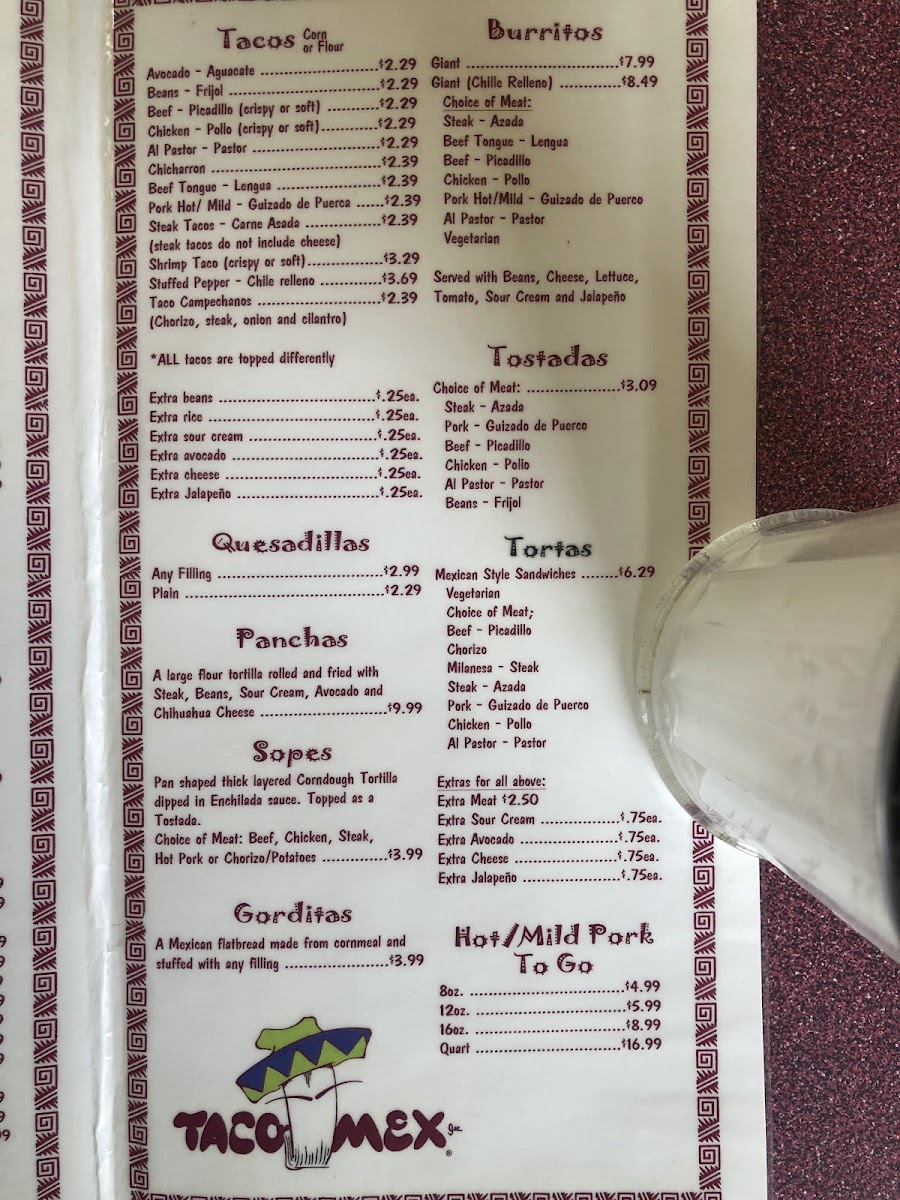 Tacos Corn or Flour
Avocado - Aguacate $2.29
Beans - Frijol $2.29
Beef - Picadillo (crispy or soft) $2.29
Chicken - Pollo (crispy or soft) $2.29
Al Pastor - Pastor $2.29
Chicharron $2.39
Beef Tongue - Lengua $2.39
Pork Hot/ Mild - Guizado de Puerca $2.39
Steak Tacos - Carne Asada $2.39
(steak tacos do not include cheese)
Shrimp Taco (crispy or soft) $3.29
Stuffed Pepper - Chile relleno $3.69
Taco Campechanos $2.39
(Chorizo, steak, onion and cilantro)
*ALL tacos are topped differently
Extra beans $.25ea.
Extra rice $.25ea.
Extra sour cream $.25ea.
Extra avocado $.25ea.
Extra cheese $.25ea.
Extra Jalapeño $.25ea.
Quesadillas
Any Filling $2.99
Plain $2.29
Panchas
A large flour tortilla rolled and fried with
Steak, Beans, Sour Cream, Avocado and
Chihuahua Cheese $9.99
Sopes
Pan shaped thick layered Corndough Tortilla
dipped in Enchilada sauce. Topped as a
Tostada.
Choice of Meat: Beef, Chicken, Steak,
Hot Pork or Chorizo/Potatoes $3.99
Gorditas
A Mexican flatbread made from cornmeal and
stuffed with any filling $3.99
TACO MEX Inc. ®
Burritos
Giant $7.99
Giant (Chille Relleno) $8.49
Choice of Meat:
Steak - Azada
Beef Tongue - Lengua
Beef - Picadillo
Chicken - Pollo
Pork Hot/Mild - Guizado de Puerco
Al Pastor - Pastor
Vegetarian
Served with Beans, Cheese, Lettuce,
Tomato, Sour Cream and Jalapeño
Tostadas
Choice of Meat: $3.09
Steak - Azada
Pork - Guizado de Puerco
Beef - Picadillo
Chicken - Pollo
Al Pastor - Pastor
Beans - Frijol
Tortas
Mexican Style Sandwiches $6.29
Vegetarian
Choice of Meat;
Beef - Picadillo
Chorizo
Milanesa - Steak
Steak - Azada
Pork - Guizado de Puerco
Chicken - Pollo
Al Pastor - Pastor
Extras for all above:
Extra Meat $2.50
Extra Sour Cream $.75ea.
Extra Avocado $.75ea.
Extra Cheese $.75ea.
Extra Jalapeño $.75ea.
Hot/Mild Pork
To Go
8oz. $4.99
12oz. $5.99
16oz. $8.99
Quart $16.99